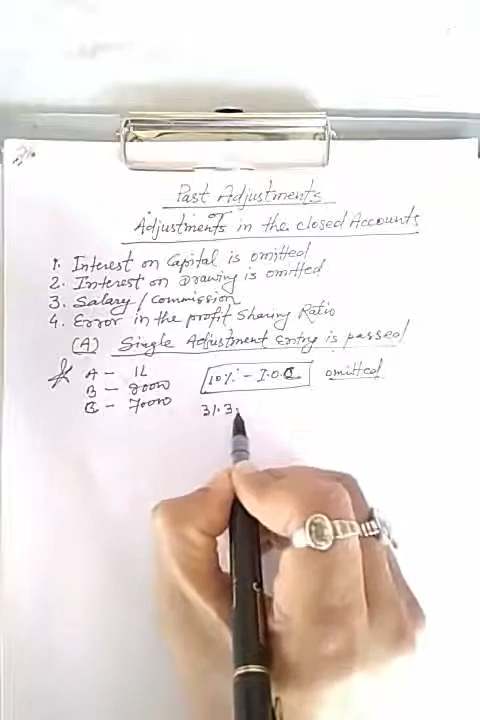 Past Adjustments
or
Adjustments in the closed Accounts
1. Interest on Capital is omitted
2. Interest on Drawing is omitted
3. Salary / Commission
4. Error in the profit Sharing Ratio
(A) Single Adjustment Entry is passed
A - 1L 10% - I.O.C omitted
B - 80000
C - 70000 31.3.